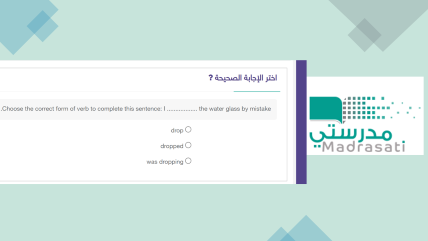 اختر الإجابة الصحيحة ?
Choose the correct form of verb to complete this sentence: I .................. the water glass by mistake.
drop
dropped
was dropping
مدرستي
Madrasati